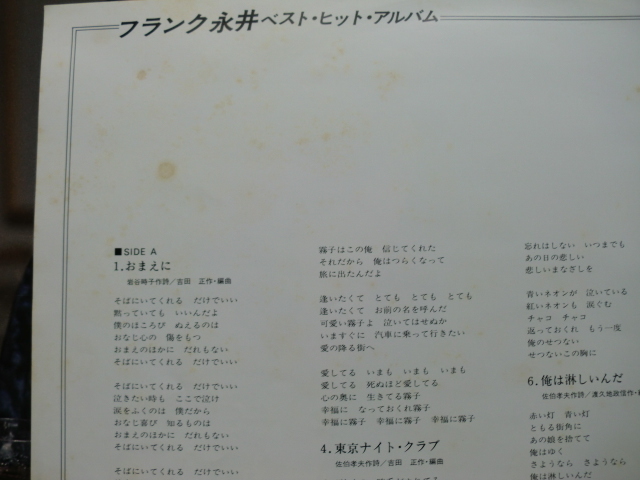 フランク永井ベスト・ヒット・アルバム
■SIDE A
1.おまえに
岩谷時子作詩／吉田　正作・編曲
そばにいてくれる　だけでいい
黙っていても　いいんだよ
僕のほころび　ぬえるのは
おなじ心の　傷をもつ
おまえのほかに　だれもない
そばにいてくれる　だけでいい
そばにいてくれる　だけでいい
泣きたい時も　ここで泣け
涙をふくのは　僕だから
おなじ喜び　知るものは
おまえのほかに　だれもない
そばにいてくれる　だけでいい
そばにいてくれる　だけでいい
霧子はこの俺　信じてくれた
それだから　俺はつらくなって
旅に出たんだよ
逢いたくて　とても　とても　とても
逢いたくて　お前の名を呼んだ
可愛い霧子よ　泣いてはせぬか
いますぐに　汽車に乗って行きたい
愛の降る街へ
愛してる　いまも　いまも　いまも
愛してる　死ぬほど愛してる
心の奥に　生きてる霧子
幸福に　なっておくれ霧子
幸福に霧子　幸福に霧子　幸福に霧子
4.東京ナイト・クラブ
佐伯孝夫作詩／吉田　正作・編曲
忘れはしない　いつまでも
あの日の悲しい
悲しいまなざしを
青いネオンが　泣いている
紅いネオンも　涙ぐむ
チャコ　チャコ
返っておくれ　もう一度
俺のせつない
せつないこの胸に
6.俺は淋しいんだ
佐伯孝夫作詩／渡久地政信作・
赤い灯　青い灯
ともる街角に
あの娘を捨てて
俺はゆく
さようなら　さようなら
俺は淋しいんだ